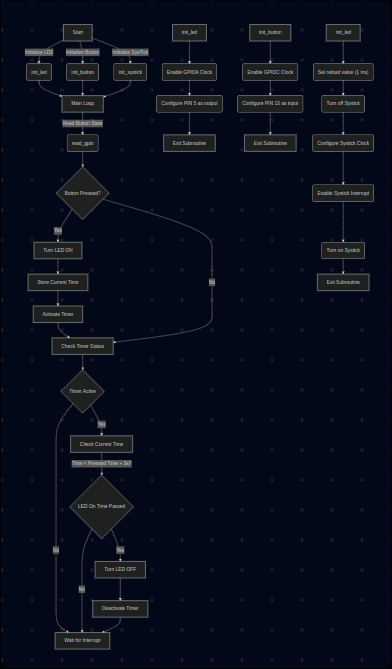 Start
Initialize LD2
Initialize Button
Initialize SysTick
init_led
init_button
init_systick
Main Loop
Read Button State
read_gpio
Button Pressed?
Yes
No
Turn LED ON
Store Current Time
Activate Timer
Check Timer Status
Timer Active
Yes
No
Check Current Time
Time < Pressed Time + 3s?
LED On Time Passed
Yes
No
Turn LED OFF
Deactivate Timer
Wait for Interrupt
init_led
Enable GPIOA Clock
Configure PIN 5 as output
Exit Subroutine
init_button
Enable GPIOC Clock
Configure PIN 13 as input
Exit Subroutine
init_led
Set reload value (1 ms)
Turn off Systick
Configure Systick Clock
Enable Systick Interrupt
Turn on Systick
Exit Subroutine